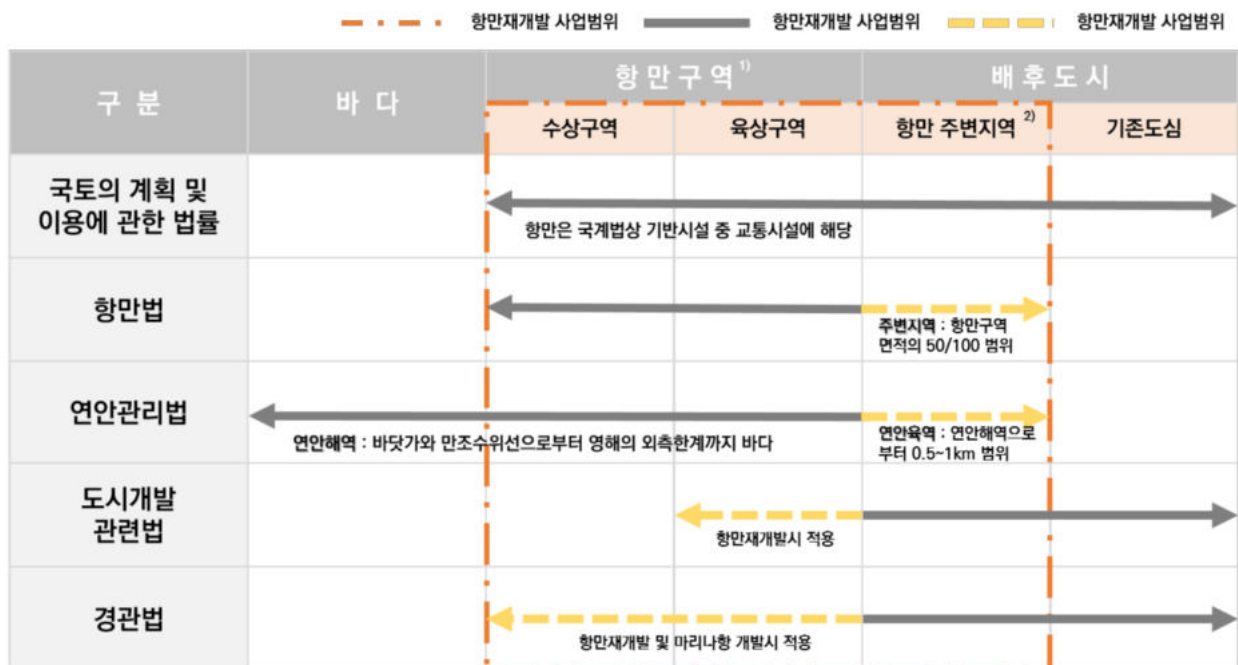 항만재개발 사업범위 항만재개발 사업범위 항만재개발 사업범위
구 분 바 다 항 만 구 역 1) 배 후 도 시
수상구역 육상구역 항만 주변지역 2) 기존도심
국토의 계획 및
이용에 관한 법률
항만은 국계법상 기반시설 중 교통시설에 해당
항만법
주변지역 : 항만구역
면적의 50/100 범위
연안관리법
연안해역 : 바닷가와 만조수위선으로부터 영해의 외측한계까지 바다
연안육역 : 연안해역으
로부터 0.5~1km 범위
도시개발
관련법
항만재개발시 적용
경관법
항만재개발 및 마리나항 개발시 적용